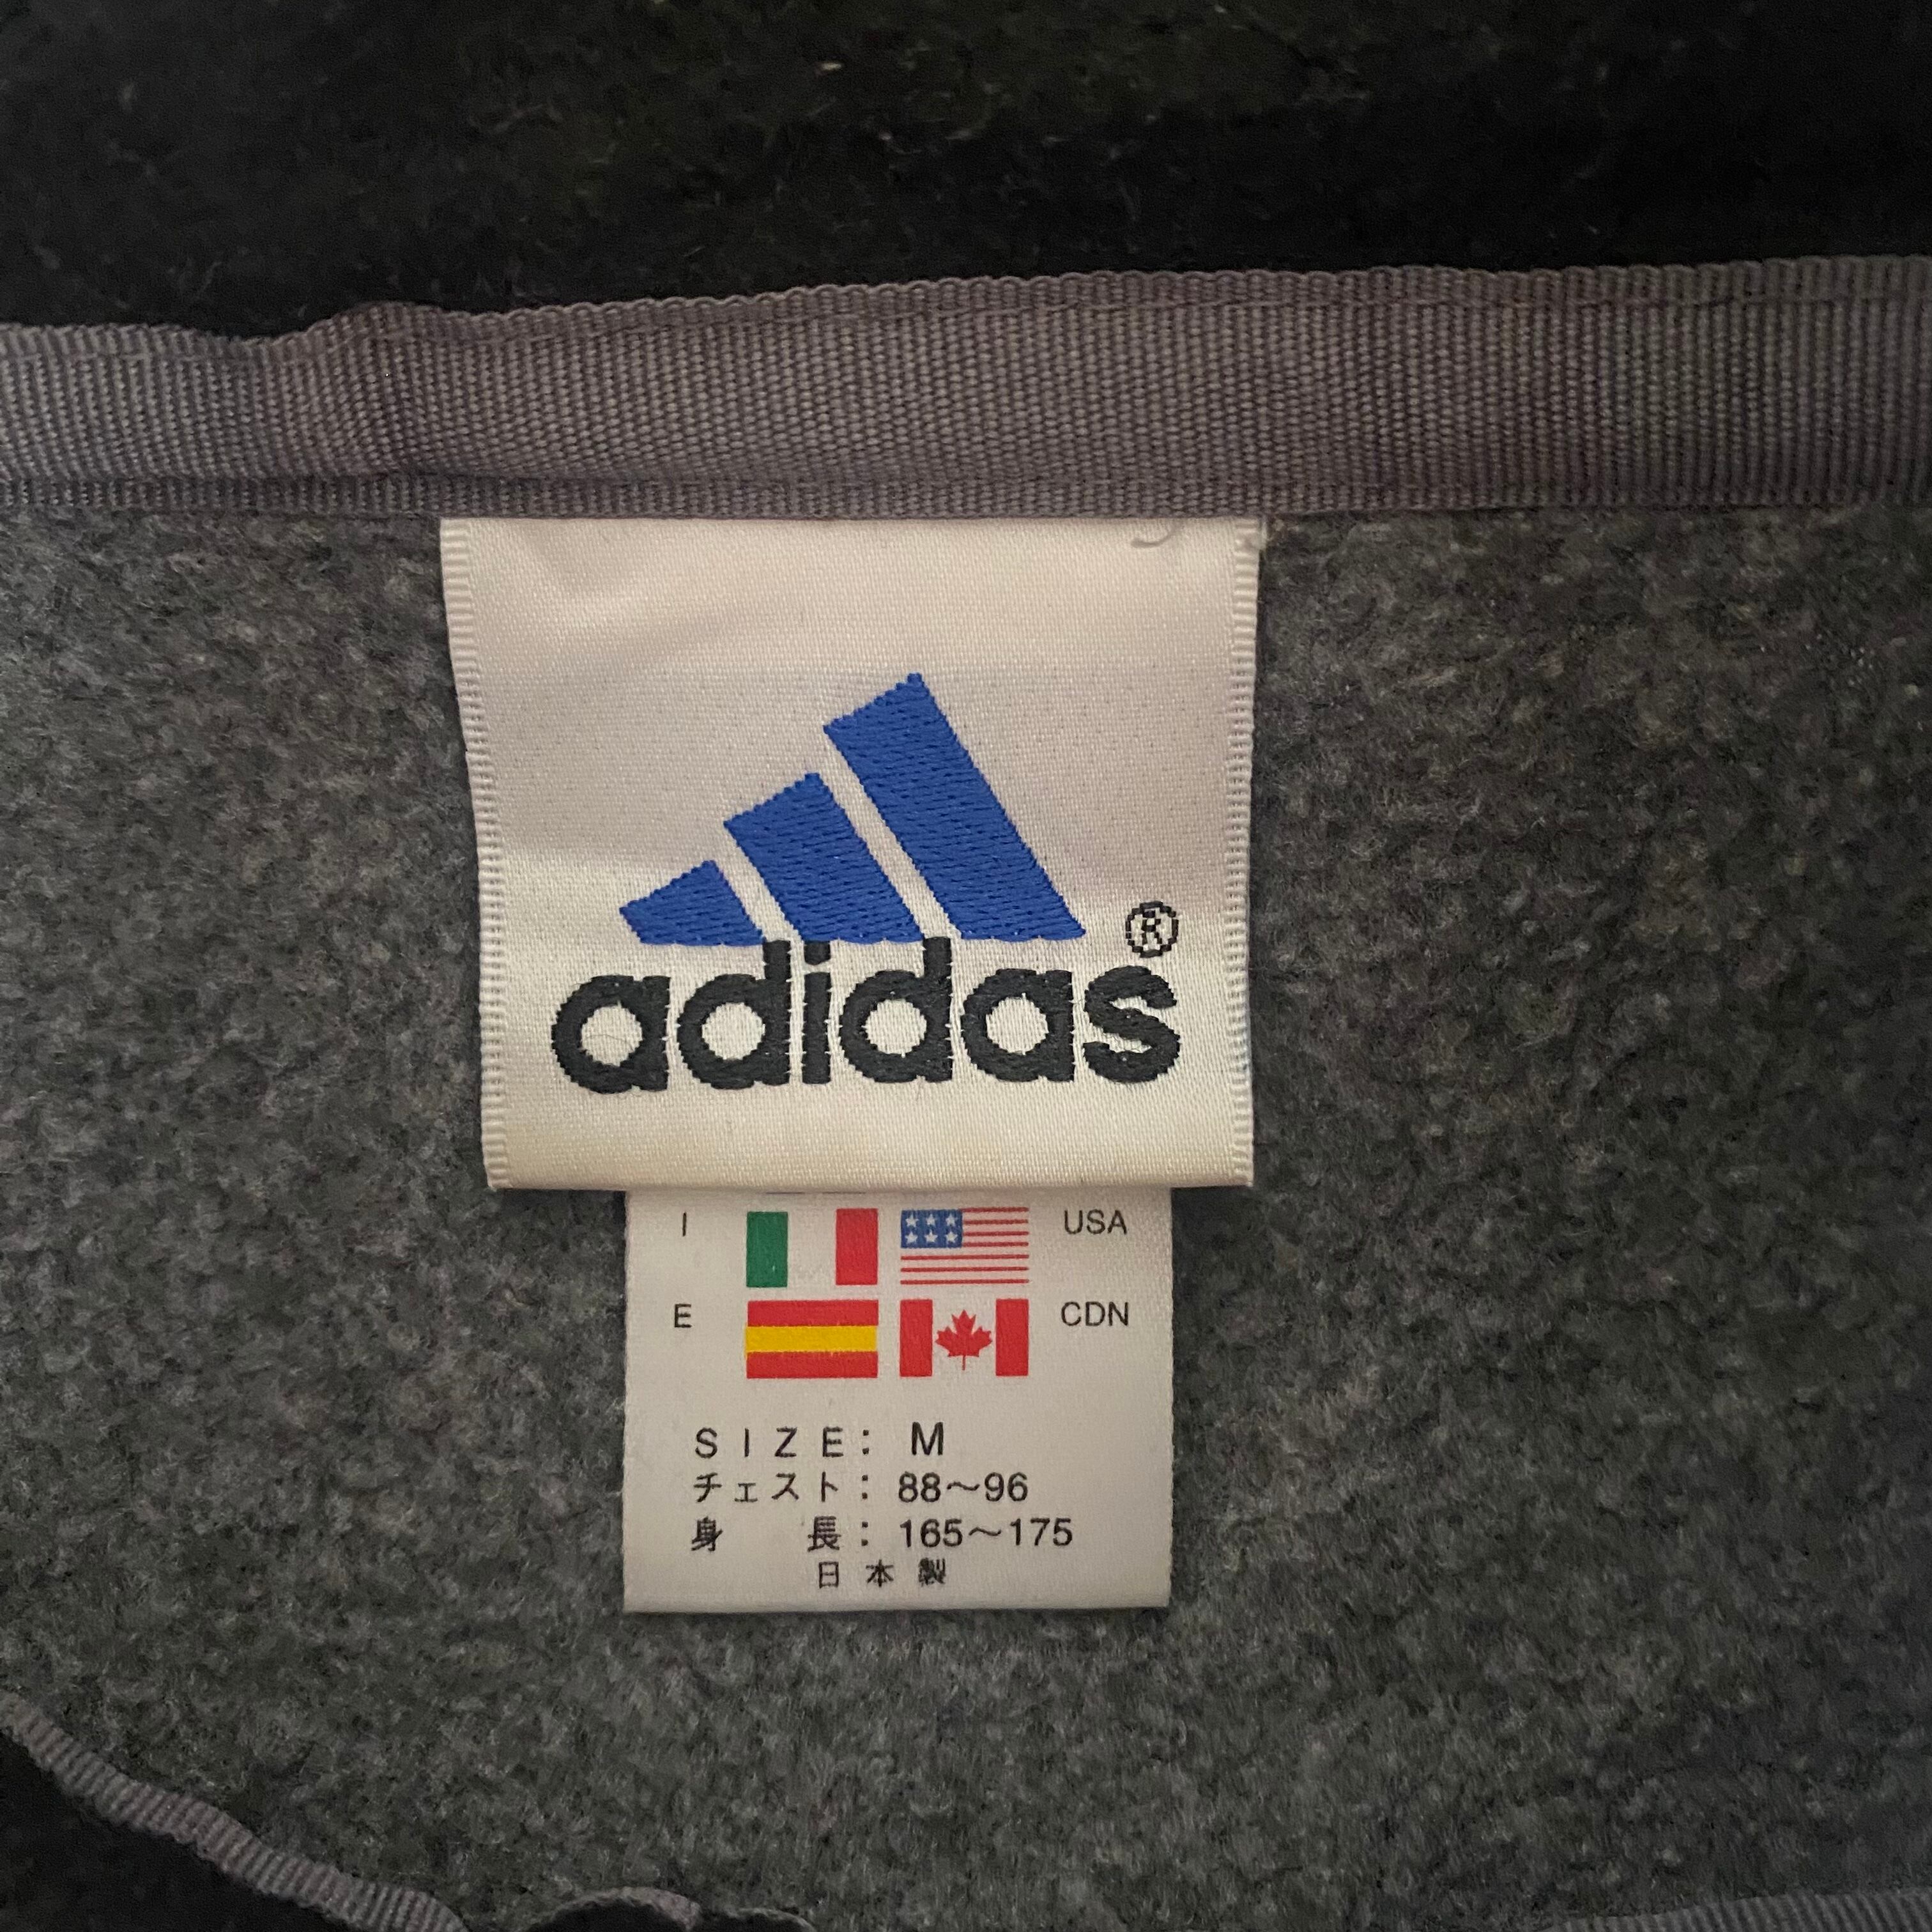 adidas®
I USA
E CDN
SIZE: M
チェスト: 88〜96
身長: 165〜175
日本製